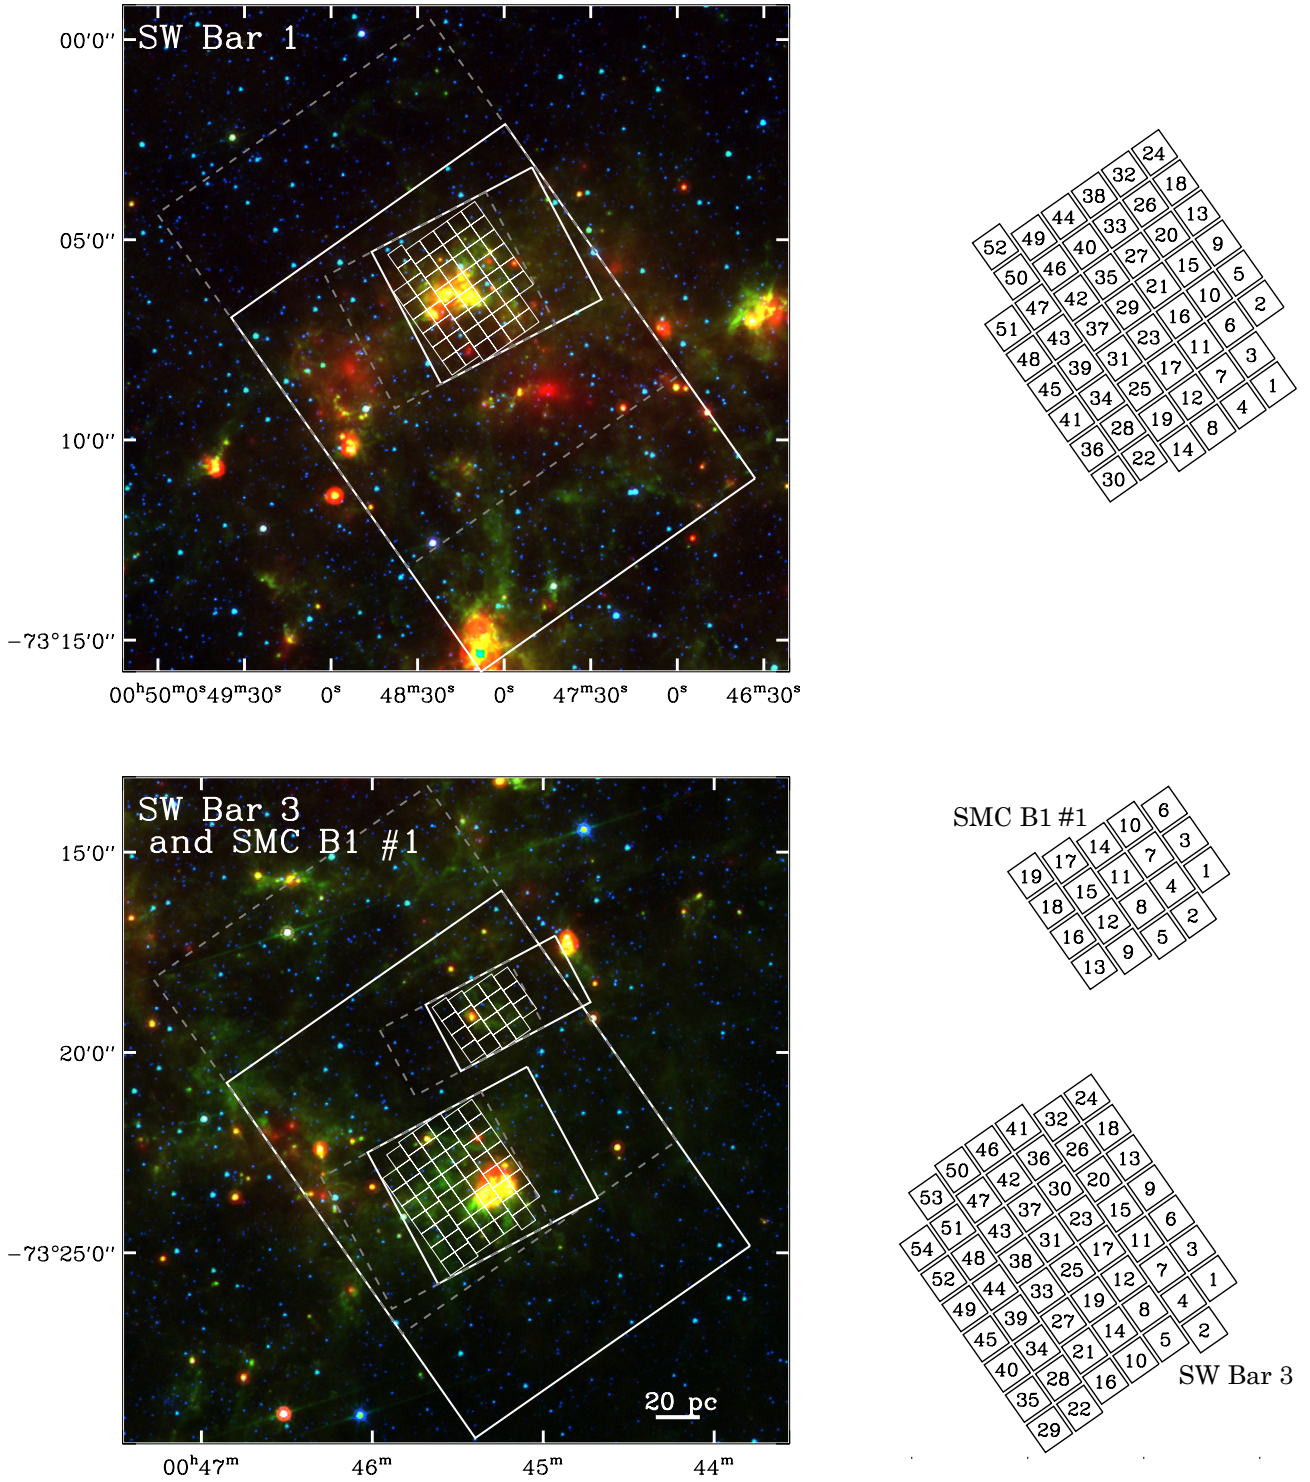 SW Bar 1
00'0''
05'0''
10'0''
−73°15'0''
00ʰ50ᵐ0ˢ 49ᵐ30ˢ 0ˢ 48ᵐ30ˢ 0ˢ 47ᵐ30ˢ 0ˢ 46ᵐ30ˢ
24
32 18
38 26 13
44 33 20 9
49 40 27 15 5
52 46 35 21 10 2
50 42 29 16 6
47 37 23 11 3
51 43 31 17 7 1
48 39 25 12 4
45 34 19 8
41 28 14
36 22
30
SW Bar 3
and SMC B1 #1
15'0''
20'0''
−73°25'0''
20 pc
00ʰ47ᵐ 46ᵐ 45ᵐ 44ᵐ
SMC B1 #1
6
10 3
14 7 1
17 11 4
19 15 8 2
18 12 5
16 9
13
24
32 18
41 26 13
46 36 20 9
50 42 30 15 6
53 47 37 23 11 3
51 43 31 17 7 1
54 48 38 25 12 4
52 44 33 19 8 2
49 39 27 14 5
45 34 21 10
40 28 16
35 22
29
SW Bar 3